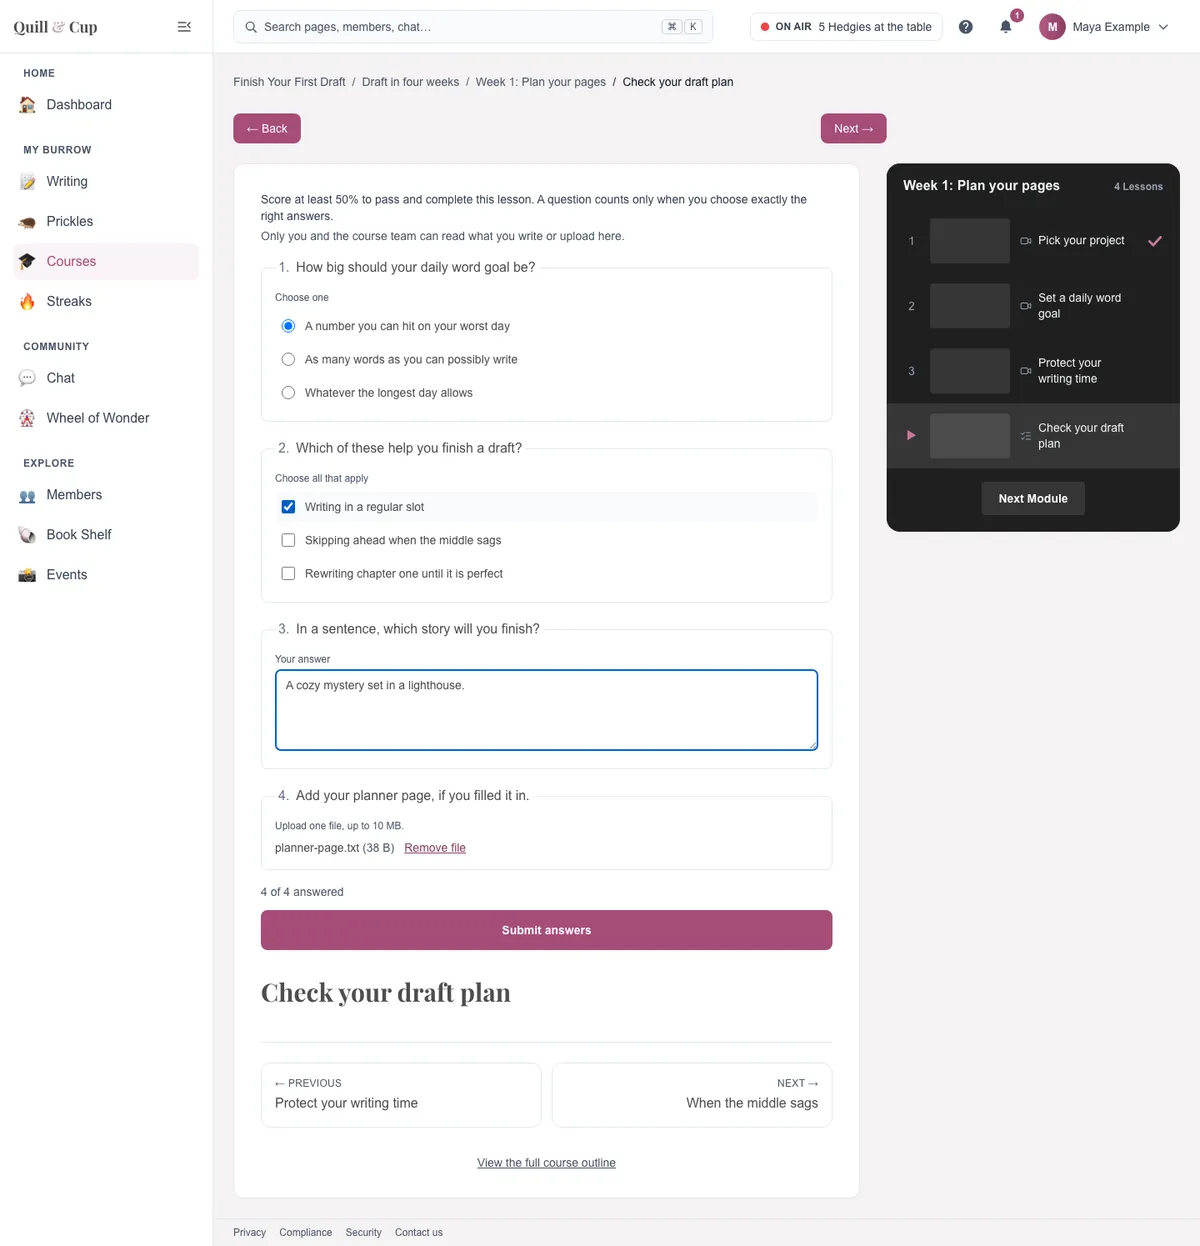 Quill & Cup
Search pages, members, chat…
⌘ K
ON AIR 5 Hedgies at the table
1
M
Maya Example
HOME
Dashboard
MY BURROW
Writing
Prickles
Courses
Streaks
COMMUNITY
Chat
Wheel of Wonder
EXPLORE
Members
Book Shelf
Events
Finish Your First Draft / Draft in four weeks / Week 1: Plan your pages / Check your draft plan
← Back
Next →
Score at least 50% to pass and complete this lesson. A question counts only when you choose exactly the
right answers.
Only you and the course team can read what you write or upload here.
1. How big should your daily word goal be?
Choose one
A number you can hit on your worst day
As many words as you can possibly write
Whatever the longest day allows
2. Which of these help you finish a draft?
Choose all that apply
Writing in a regular slot
Skipping ahead when the middle sags
Rewriting chapter one until it is perfect
3. In a sentence, which story will you finish?
Your answer
A cozy mystery set in a lighthouse.
4. Add your planner page, if you filled it in.
Upload one file, up to 10 MB.
planner-page.txt (38 B) Remove file
4 of 4 answered
Submit answers
Check your draft plan
← PREVIOUS
Protect your writing time
NEXT →
When the middle sags
View the full course outline
Week 1: Plan your pages
4 Lessons
1 Pick your project
2 Set a daily word
goal
3 Protect your
writing time
Check your draft
plan
Next Module
Privacy Compliance Security Contact us